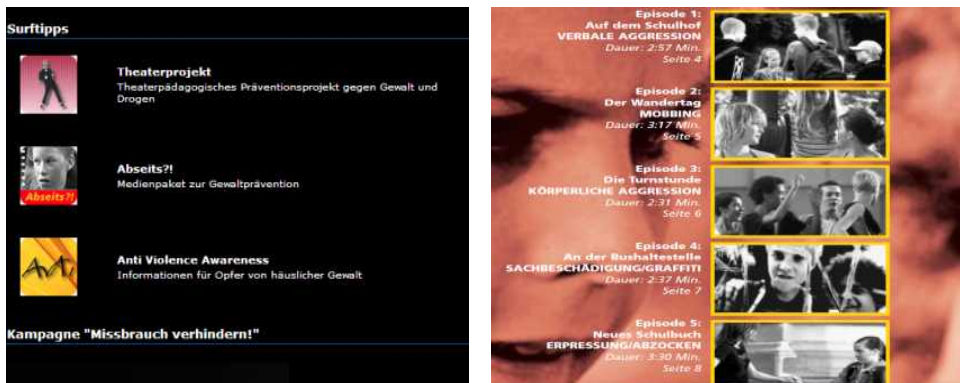 Surftipps
Theaterprojekt
Theaterpädagogisches Präventionsprojekt gegen Gewalt und
Drogen
Abseits?!
Abseits?!
Medienpaket zur Gewaltprävention
Anti Violence Awareness
Informationen für Opfer von häuslicher Gewalt
Kampagne "Missbrauch verhindern!"
Episode 1:
Auf dem Schulhof
VERBALE AGGRESSION
Dauer: 2:57 Min.
Seite 4
Episode 2:
Der Wandertag
MOBBING
Dauer: 3:17 Min.
Seite 5
Episode 3:
Die Turnstunde
KÖRPERLICHE AGGRESSION
Dauer: 2:31 Min.
Seite 6
Episode 4:
An der Bushaltestelle
SACHBESCHÄDIGUNG/GRAFFITI
Dauer: 2:37 Min.
Seite 7
Episode 5:
Neues Schulbuch
ERPRESSUNG/ABZOCKEN
Dauer: 3:30 Min.
Seite 8